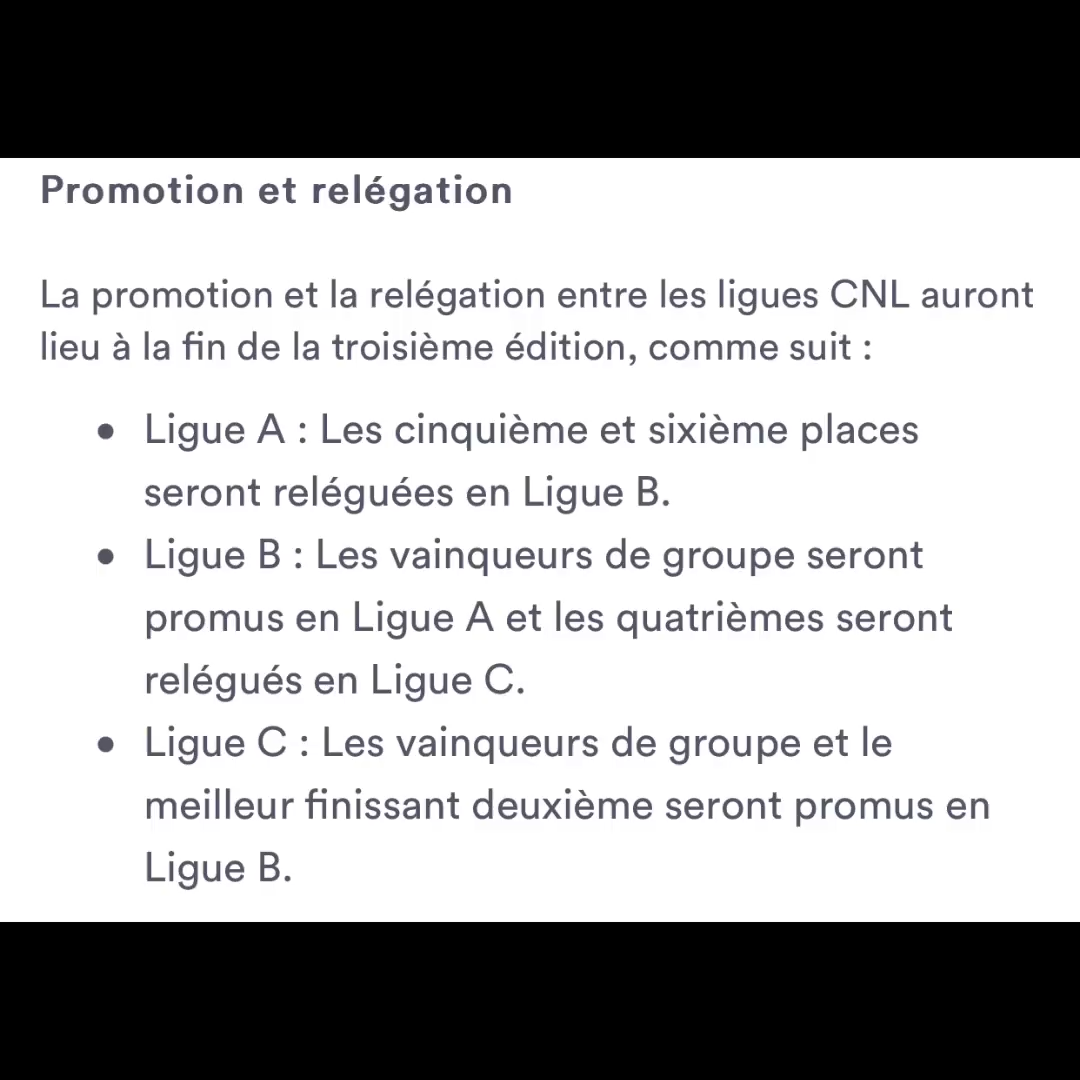 Promotion et relégation
La promotion et la relégation entre les ligues CNL auront
lieu à la fin de la troisième édition, comme suit :
• Ligue A : Les cinquième et sixième places
seront reléguées en Ligue B.
• Ligue B : Les vainqueurs de groupe seront
promus en Ligue A et les quatrièmes seront
relégués en Ligue C.
• Ligue C : Les vainqueurs de groupe et le
meilleur finissant deuxième seront promus en
Ligue B.